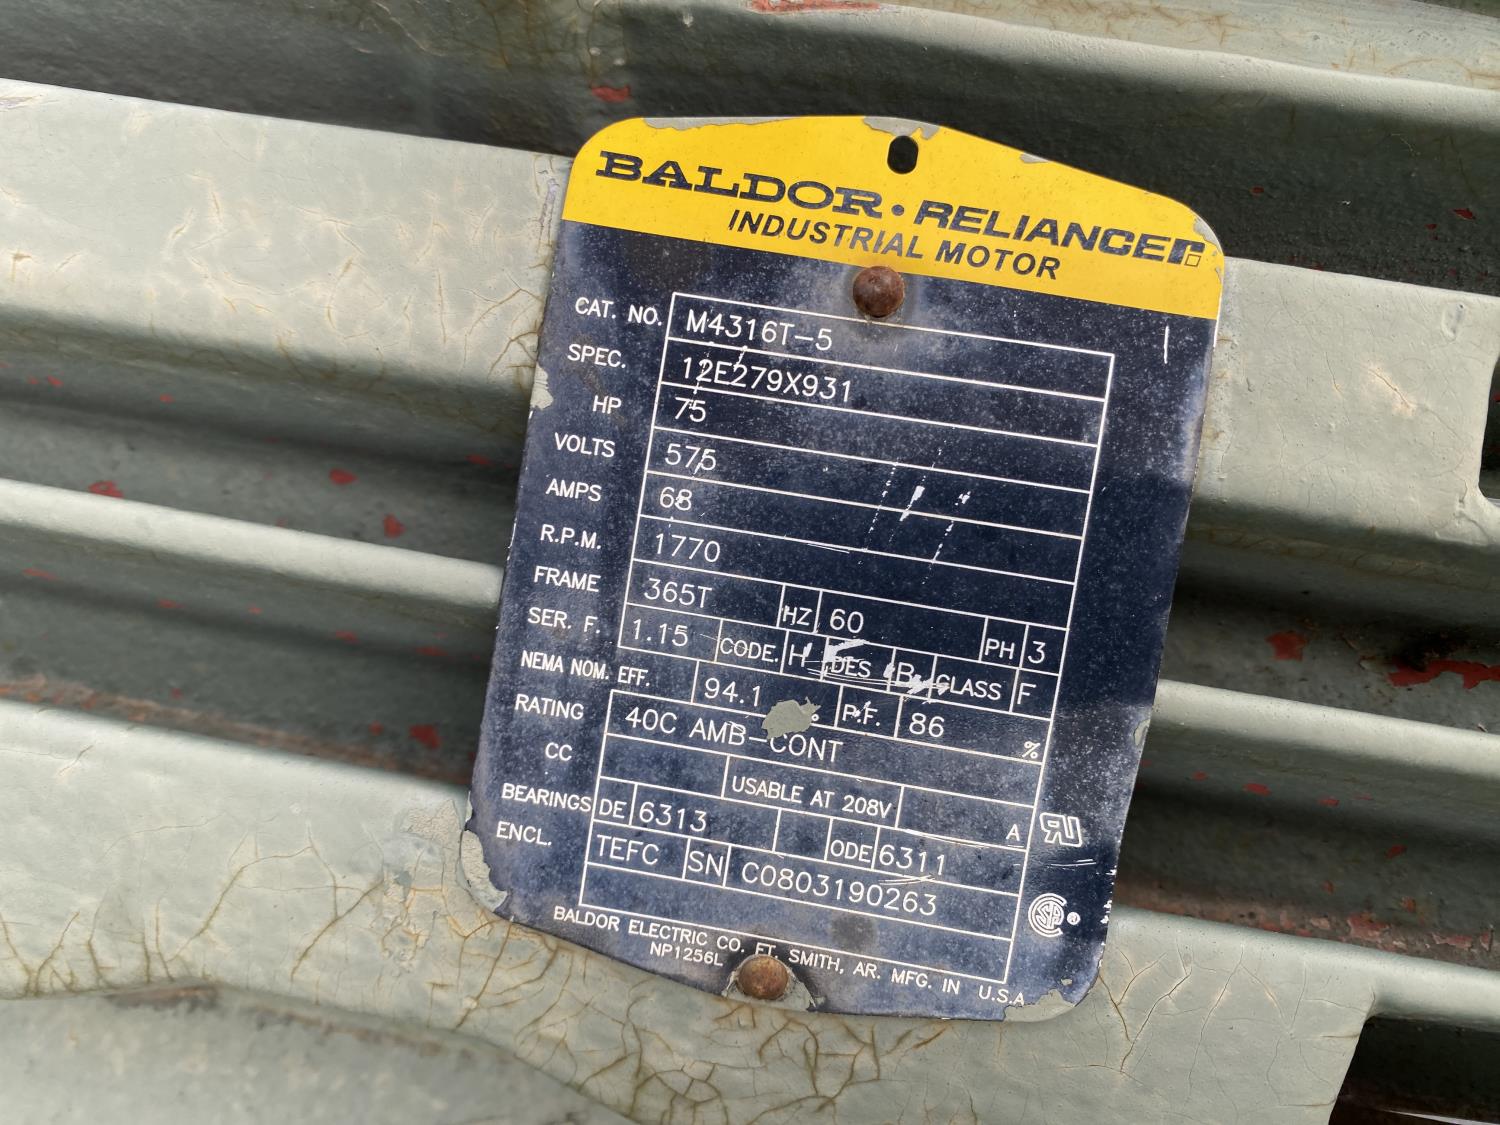 BALDOR • RELIANCER
INDUSTRIAL MOTOR
CAT. NO. M4316T-5
SPEC. 12E279X931
HP 75
VOLTS 575
AMPS 68
R.P.M. 1770
FRAME 365T HZ 60 PH 3
SER. F. 1.15 CODE. H DES B CLASS F
NEMA NOM. EFF. 94.1 % P.F. 86 %
RATING 40C AMB-CONT
CC USABLE AT 208V A
BEARINGS DE 6313 ODE 6311
ENCL. TEFC SN C0803190263
BALDOR ELECTRIC CO. FT. SMITH, AR. MFG. IN U.S.A
NP1256L
RU
CSA ®